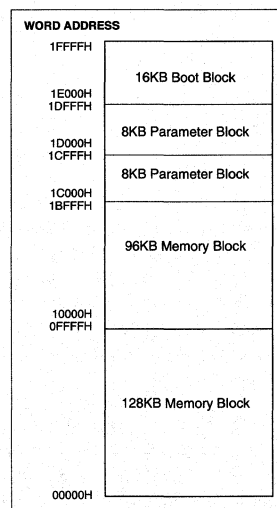 WORD ADDRESS
1FFFFH
16KB Boot Block
1E000H
1DFFFH
8KB Parameter Block
1D000H
1CFFFH
8KB Parameter Block
1C000H
1BFFFH
96KB Memory Block
10000H
0FFFFH
128KB Memory Block
00000H